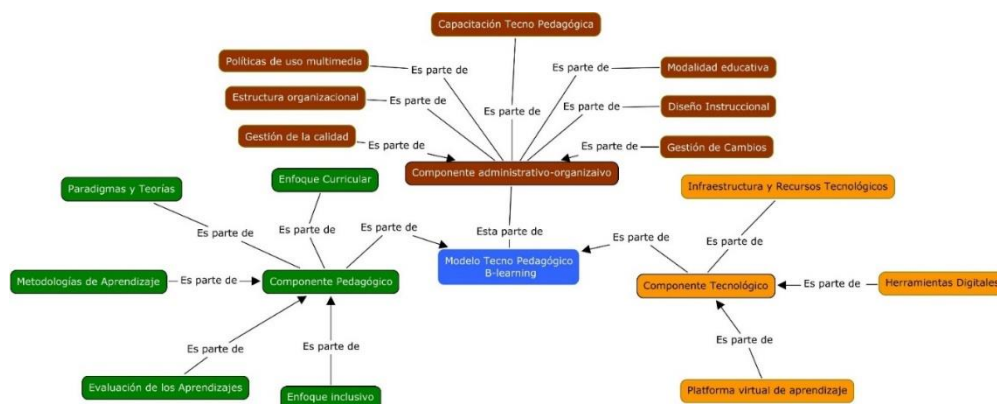 Capacitación Tecno Pedagógica
Políticas de uso multimedia
Es parte de
Es parte de
Es parte de
Modalidad educativa
Estructura organizacional
Es parte de
Es parte de
Es parte de
Diseño Instruccional
Gestión de la calidad
Es parte de
Es parte de
Gestión de Cambios
Componente administrativo-organizaivo
Paradigmas y Teorías
Enfoque Curricular
Infraestructura y Recursos Tecnológicos
Es parte de
Es parte de
Es parte de
Esta parte de
Es parte de
Es parte de
Modelo Tecno Pedagógico
B-learning
Metodologías de Aprendizaje
Es parte de
Componente Pedagógico
Componente Tecnológico
Es parte de
Herramientas Digitales
Es parte de
Es parte de
Es parte de
Evaluación de los Aprendizajes
Enfoque inclusivo
Platforma virtual de aprendizaje